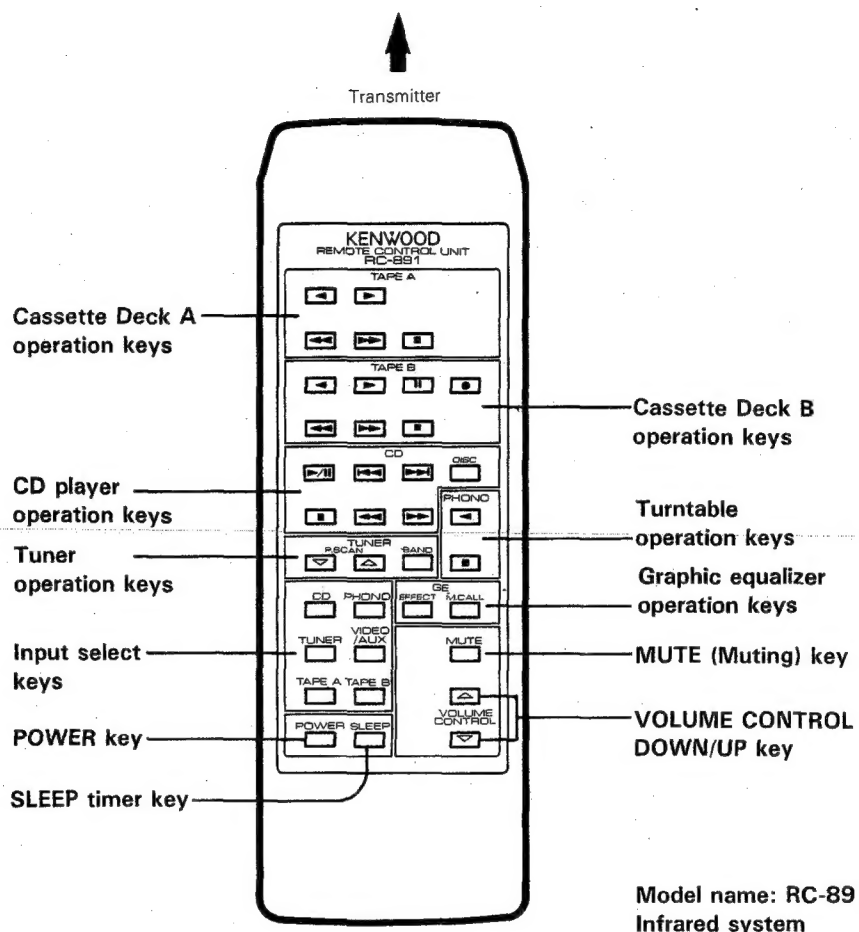 Transmitter
KENWOOD
REMOTE CONTROL UNIT
RC-891
TAPE A
Cassette Deck A
operation keys
TAPE B
Cassette Deck B
operation keys
CD
DISC
CD player
operation keys
PHONO
Turntable
operation keys
TUNER
P.SCAN
BAND
Tuner
operation keys
GE
EFFECT M.CALL
Graphic equalizer
operation keys
CD PHONO
TUNER VIDEO
/AUX
TAPE A TAPE B
Input select
keys
MUTE
MUTE (Muting) key
VOLUME
CONTROL
VOLUME CONTROL
DOWN/UP key
POWER SLEEP
POWER key
SLEEP timer key
Model name: RC-89
Infrared system